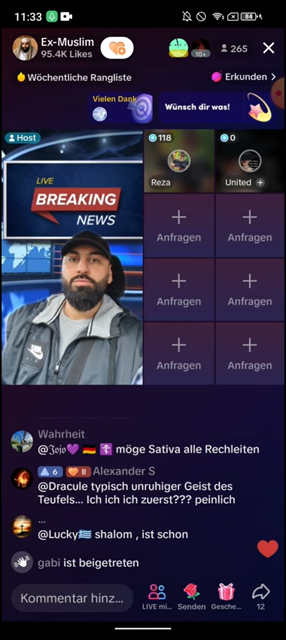 11:33
84
Ex-Muslim
95.4K Likes
10+
265
Wöchentliche Rangliste
Erkunden
Vielen Dank
Wünsch dir was!
Host
118
0
LIVE
BREAKING
NEWS
Reza
United
Anfragen
Anfragen
Anfragen
Anfragen
Anfragen
Anfragen
Wahrheit
@𝕵𝖔𝖏𝖔💜 🇩🇪 ✝️ möge Sativa alle Rechleiten
6 II Alexander S
@Dracule typisch unruhiger Geist des
Teufels... Ich ich ich zuerst??? peinlich
...
@Lucky🇬🇷 shalom , ist schon
gabi ist beigetreten
Kommentar hinz...
LIVE mi...
Senden
Gesche...
12